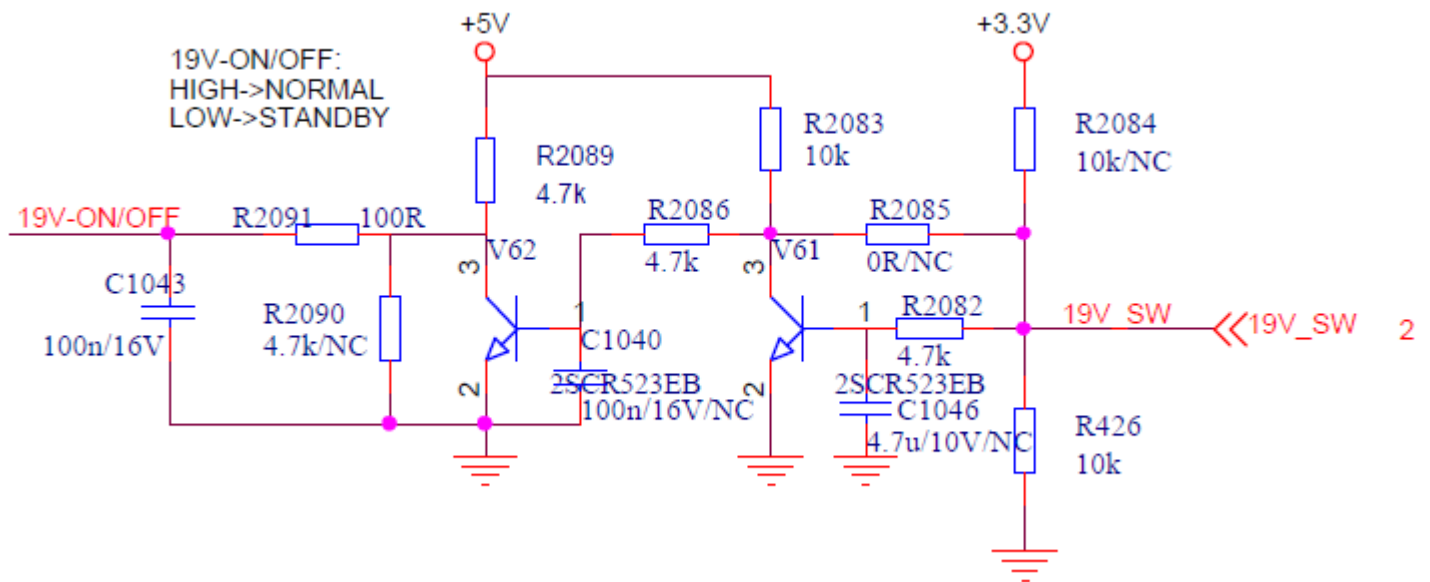 +5V
+3.3V
19V-ON/OFF:
HIGH->NORMAL
LOW->STANDBY
R2083
10k
R2084
10k/NC
R2089
4.7k
19V-ON/OFF
R2091
100R
R2086
4.7k
R2085
0R/NC
V62
V61
3
3
C1043
100n/16V
R2090
4.7k/NC
1
1
R2082
4.7k
19V_SW
19V_SW
2
C1040
2SCR523EB
100n/16V/NC
2
2
2SCR523EB
C1046
4.7u/10V/NC
R426
10k